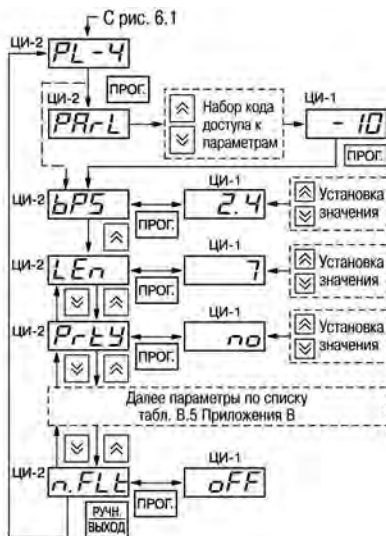 С рис. 6.1
ЦИ-2
PL-4
ПРОГ.
ЦИ-2
PArL
Набор кода
доступа к
параметрам
ЦИ-1
-10
ПРОГ.
ЦИ-2
bPS
ПРОГ.
ЦИ-1
2.4
Установка
значения
ЦИ-2
LEn
ПРОГ.
ЦИ-1
7
Установка
значения
ЦИ-2
PrtY
ПРОГ.
ЦИ-1
no
Установка
значения
Далее параметры по списку
табл. В.5 Приложения В
ЦИ-2
n.FLt
ПРОГ.
ЦИ-1
oFF
РУЧН.
ВЫХОД